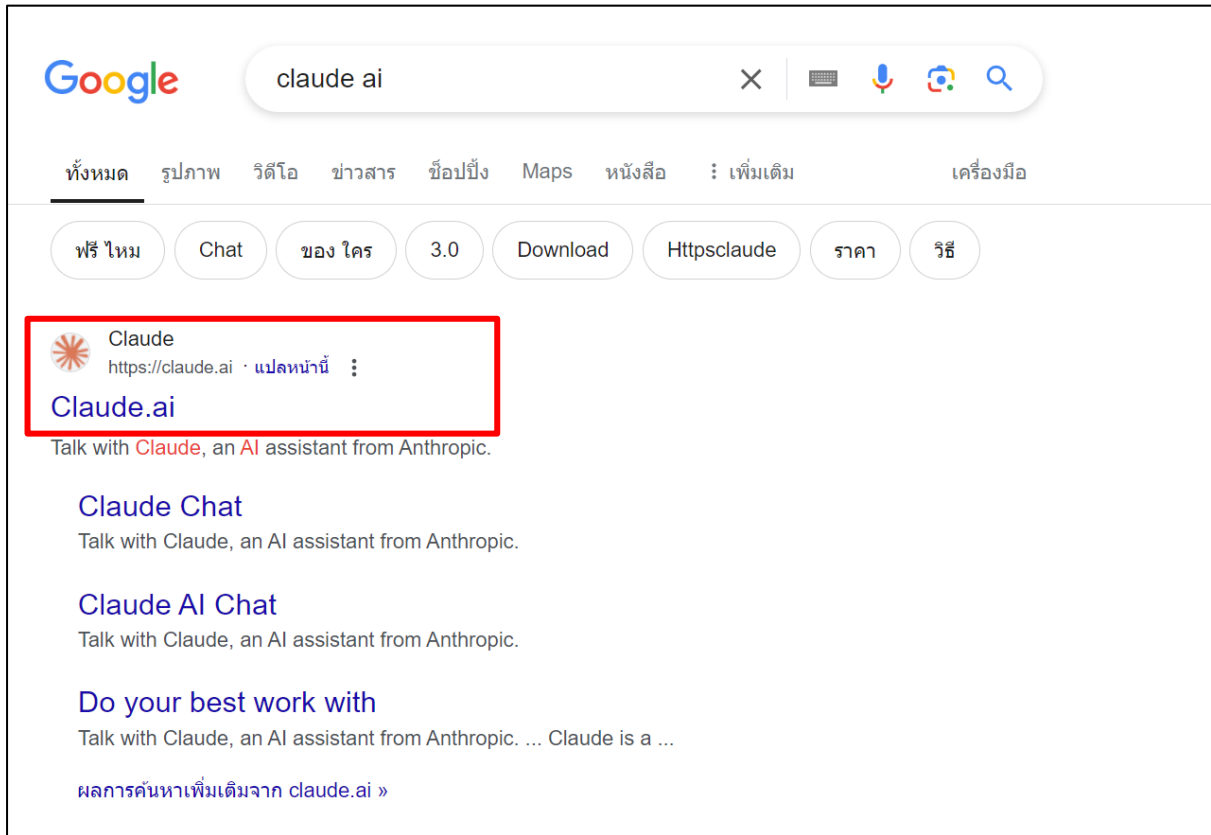 Google claude ai
ทั้งหมด รูปภาพ วิดีโอ ข่าวสาร ช็อปปิ้ง Maps หนังสือ ⋮ เพิ่มเติม เครื่องมือ
ฟรี ไหม Chat ของ ใคร 3.0 Download Httpsclaude ราคา วิธี
Claude
https://claude.ai · แปลหน้านี้ ⋮
Claude.ai
Talk with Claude, an AI assistant from Anthropic.
Claude Chat
Talk with Claude, an AI assistant from Anthropic.
Claude AI Chat
Talk with Claude, an AI assistant from Anthropic.
Do your best work with
Talk with Claude, an AI assistant from Anthropic. ... Claude is a ...
ผลการค้นหาเพิ่มเติมจาก claude.ai »